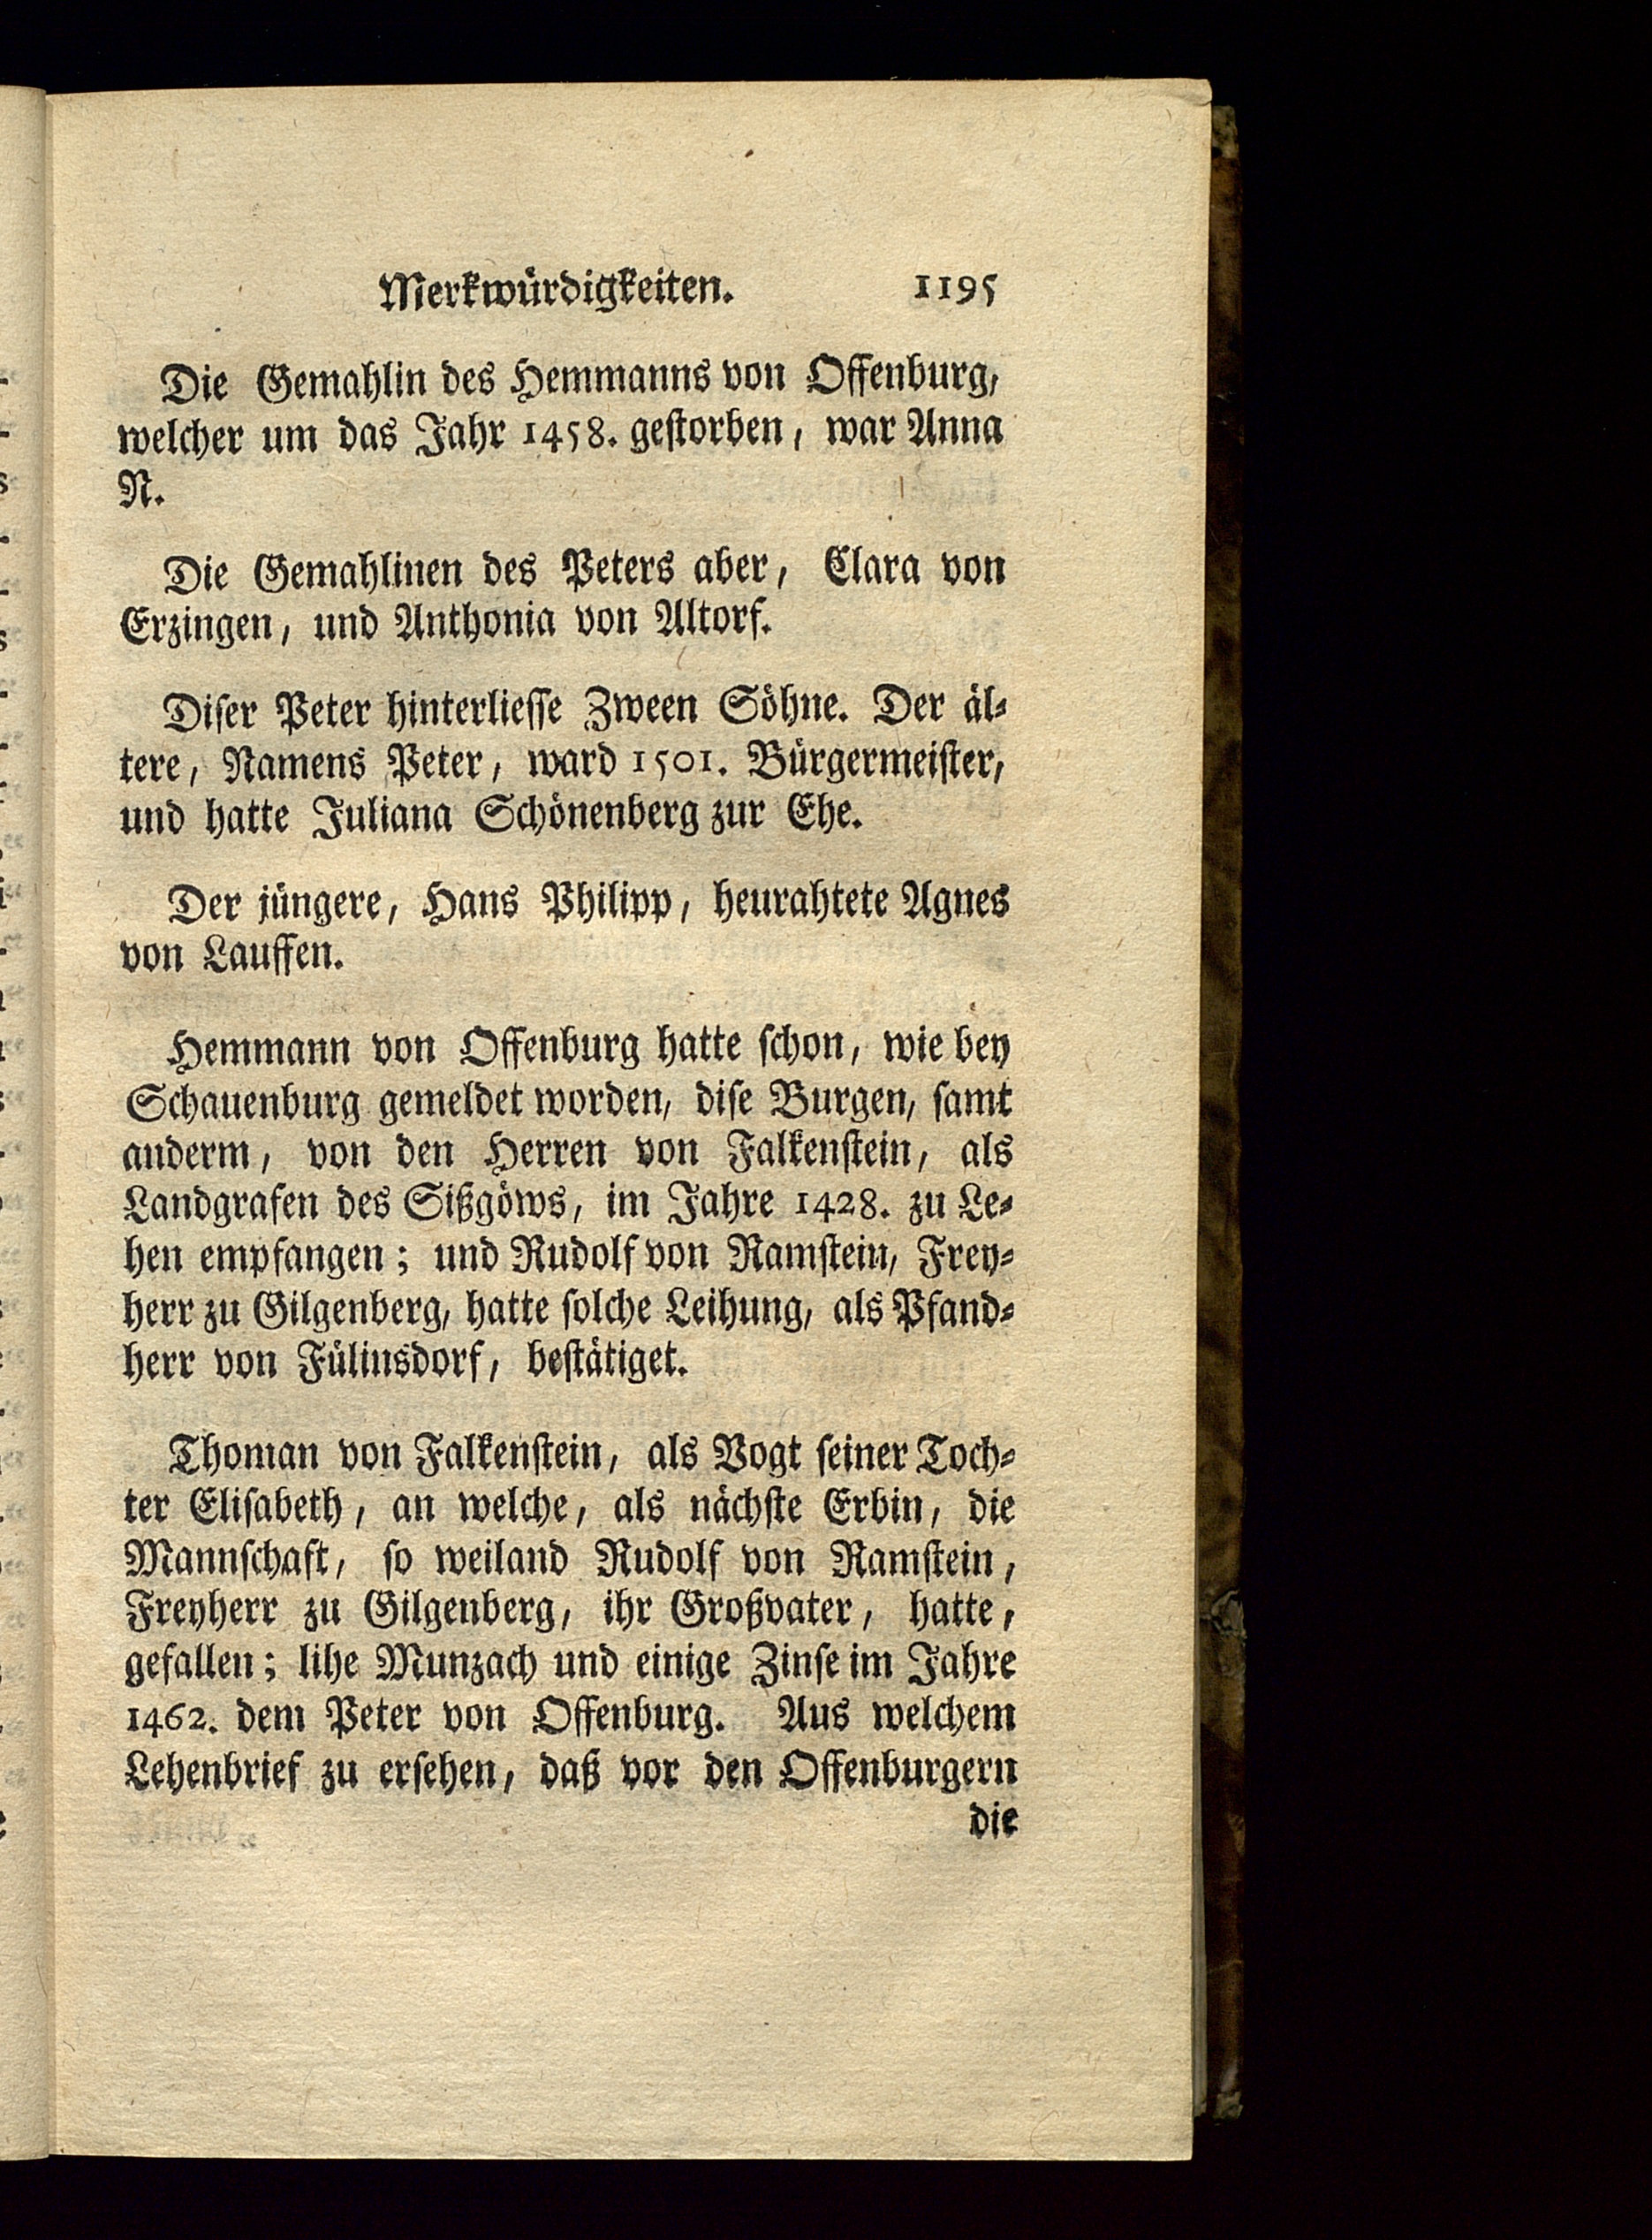 Merkwürdigkeiten. 1195
Die Gemahlin des Hemmanns von Offenburg,
welcher um das Jahr 1458. gestorben, war Anna
N.
Die Gemahlinen des Peters aber, Clara von
Erzingen, und Anthonia von Altorf.
Diser Peter hinterliesse Zween Söhne. Der äl⸗
tere, Namens Peter, ward 1501. Bürgermeister,
und hatte Juliana Schönenberg zur Ehe.
Der jüngere, Hans Philipp, heurahtete Agnes
von Lauffen.
Hemmann von Offenburg hatte schon, wie bey
Schauenburg gemeldet worden, dise Burgen, samt
anderm, von den Herren von Falkenstein, als
Landgrafen des Sißgöws, im Jahre 1428. zu Le⸗
hen empfangen; und Rudolf von Ramstein, Frey⸗
herr zu Gilgenberg, hatte solche Leihung, als Pfand⸗
herr von Fülinsdorf, bestätiget.
Thoman von Falkenstein, als Vogt seiner Toch⸗
ter Elisabeth, an welche, als nächste Erbin, die
Mannschaft, so weiland Rudolf von Ramstein,
Freyherr zu Gilgenberg, ihr Großvater, hatte,
gefallen; lihe Munzach und einige Zinse im Jahre
1462. dem Peter von Offenburg. Aus welchem
Lehenbrief zu ersehen, daß vor den Offenburgern
die